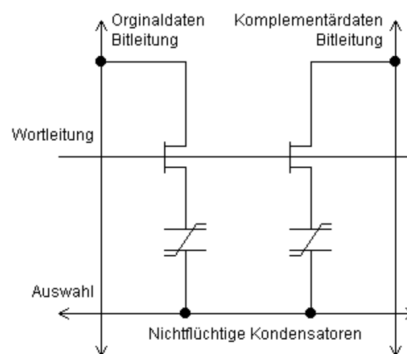 Orginaldaten
Bitleitung
Komplementärdaten
Bitleitung
Wortleitung
Auswahl
Nichtflüchtige Kondensatoren